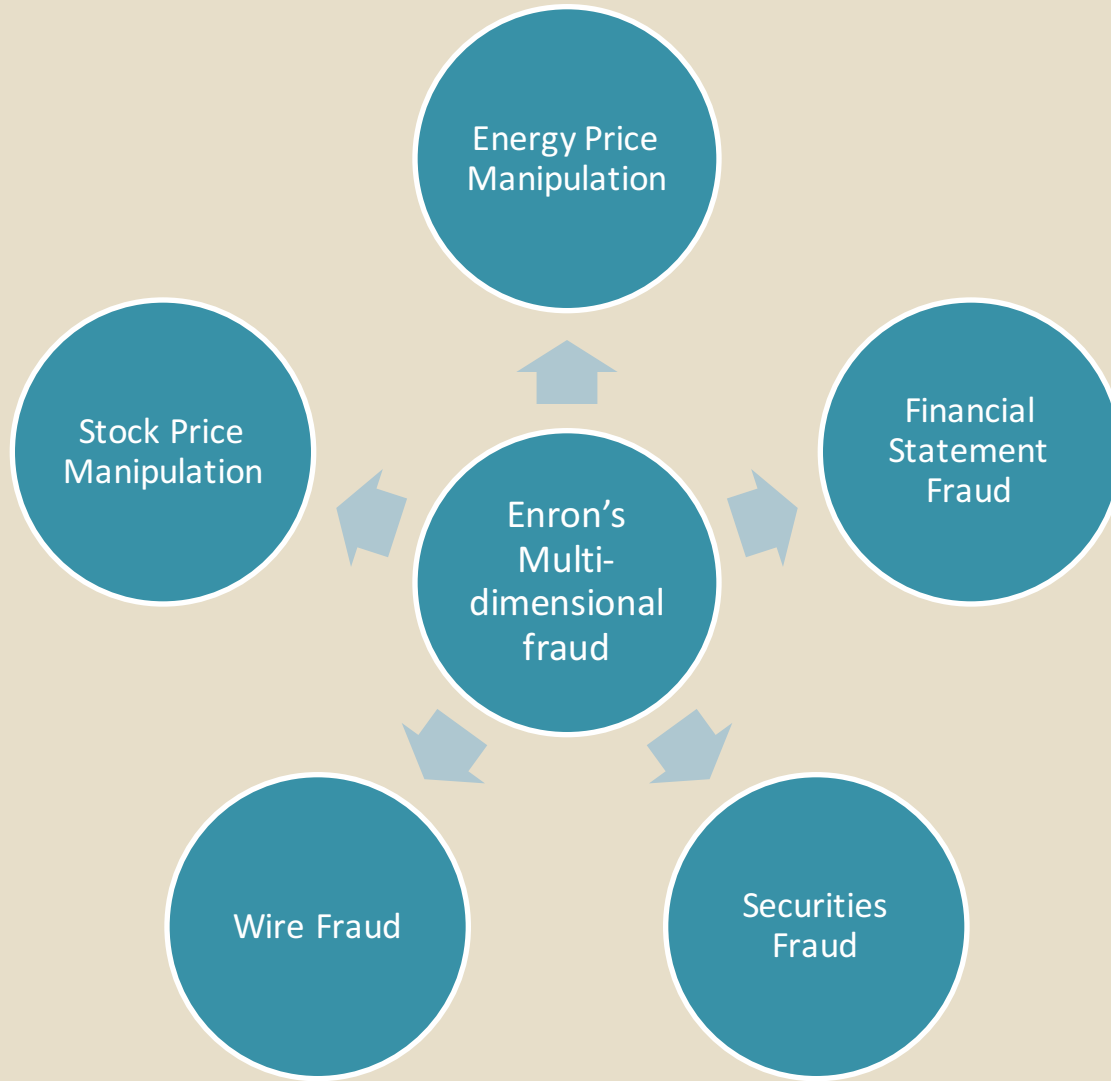 Energy Price
Manipulation
Stock Price
Manipulation
Financial
Statement
Fraud
Enron’s
Multi-
dimensional
fraud
Wire Fraud
Securities
Fraud